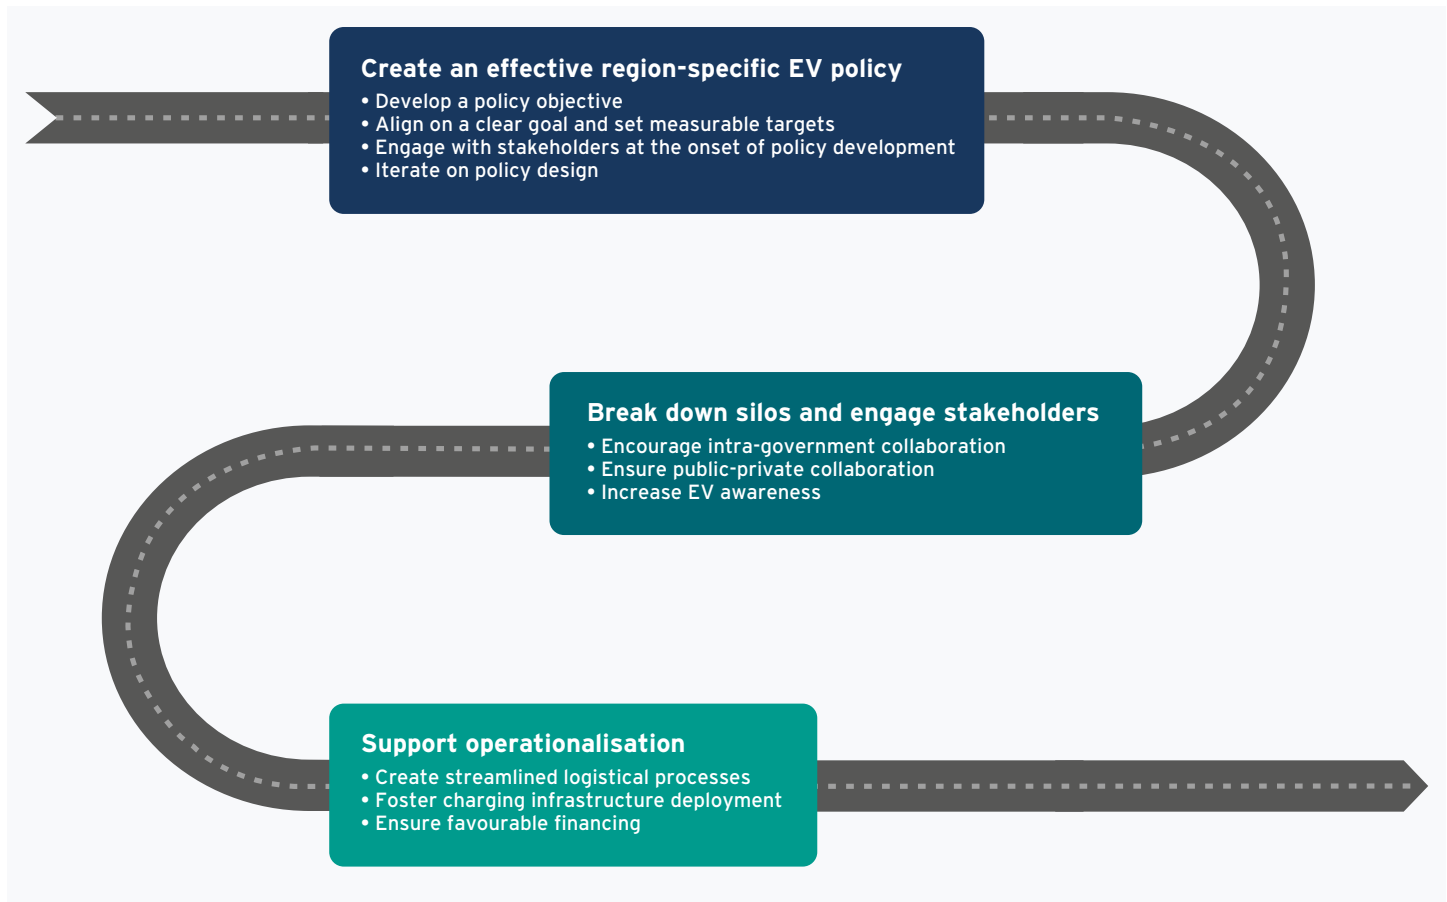 Create an effective region-specific EV policy
• Develop a policy objective
• Align on a clear goal and set measurable targets
• Engage with stakeholders at the onset of policy development
• Iterate on policy design
Break down silos and engage stakeholders
• Encourage intra-government collaboration
• Ensure public-private collaboration
• Increase EV awareness
Support operationalisation
• Create streamlined logistical processes
• Foster charging infrastructure deployment
• Ensure favourable financing